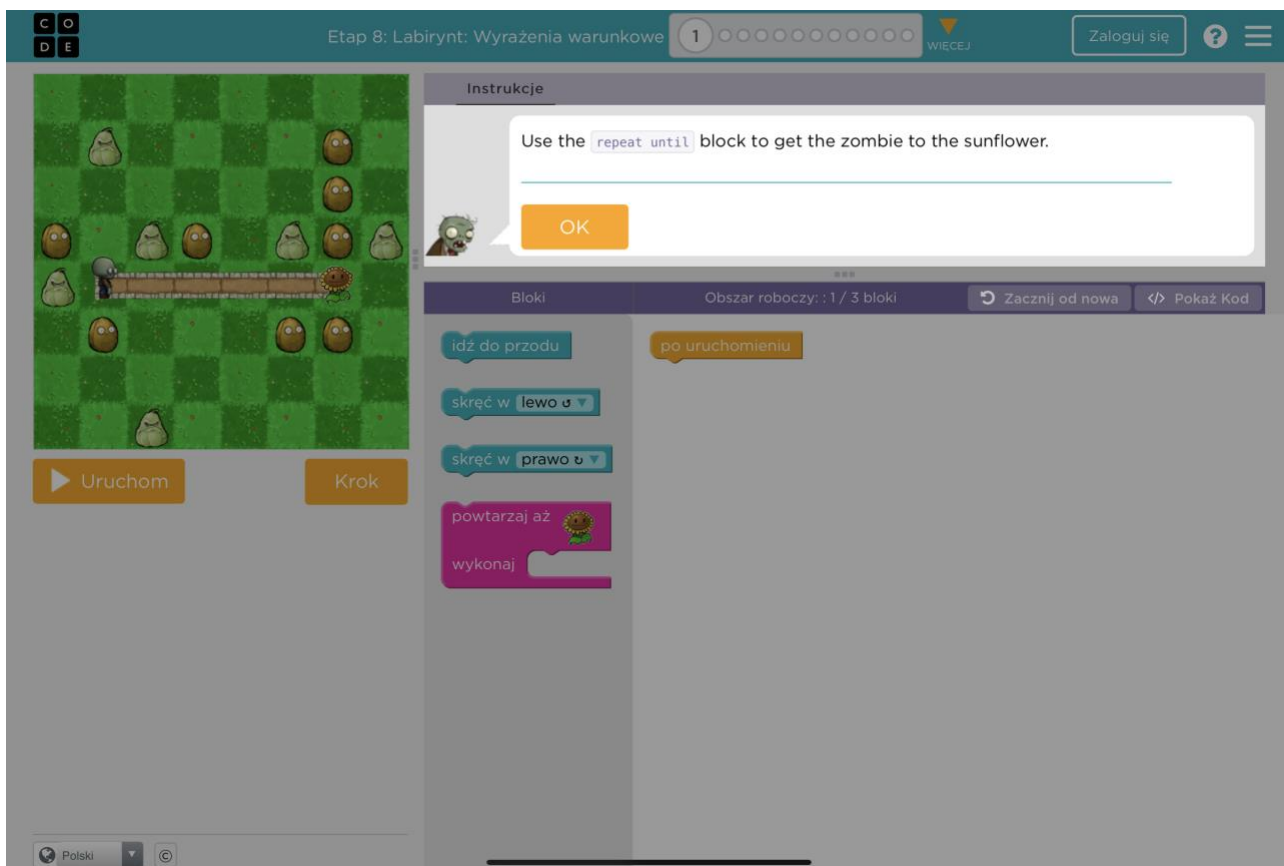 C O
D E
Etap 8: Labirynt: Wyrażenia warunkowe
1
WIĘCEJ
Zaloguj się
?
Instrukcje
Use the repeat until block to get the zombie to the sunflower.
OK
Bloki
Obszar roboczy: : 1 / 3 bloki
Zacznij od nowa
</> Pokaż Kod
idź do przodu
po uruchomieniu
skręć w lewo ↺ ▼
skręć w prawo ↻ ▼
Uruchom
Krok
powtarzaj aż
wykonaj
Polski
©